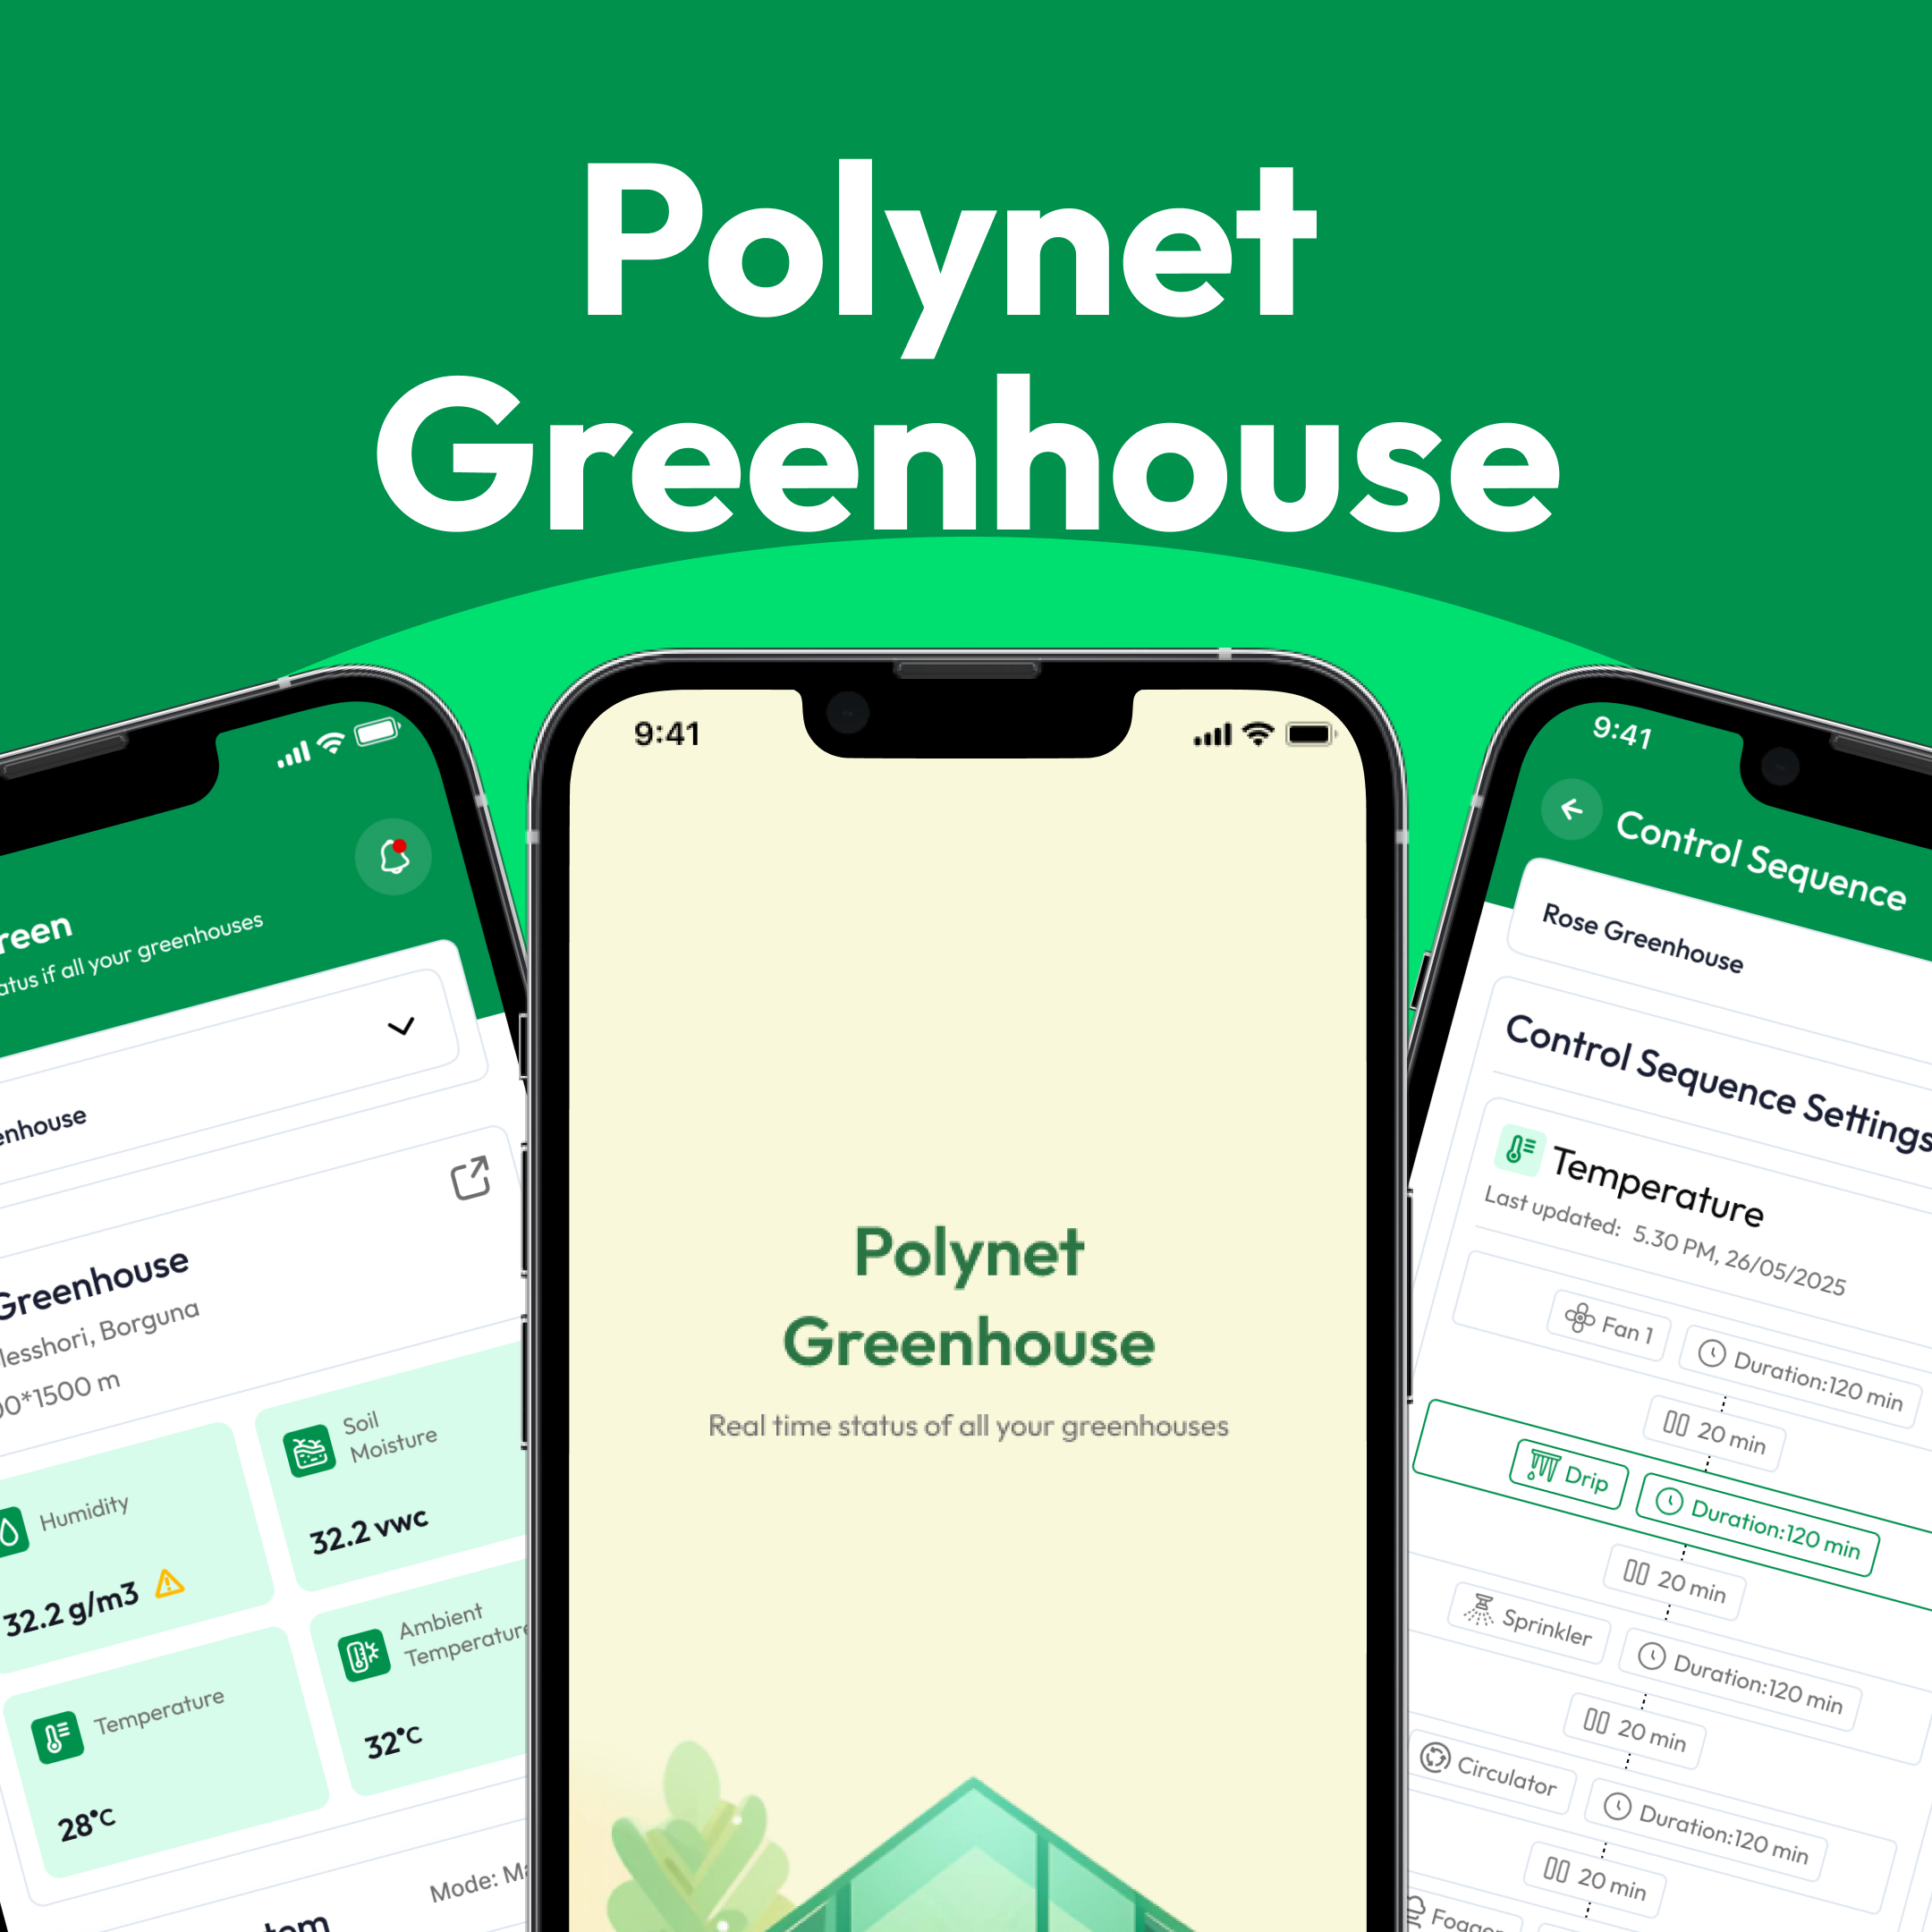 Polynet
Greenhouse
reen
atus if all your greenhouses
enhouse
Greenhouse
lesshori, Borguna
00*1500 m
Humidity
32.2 g/m3
Soil
Moisture
32.2 vwc
Temperature
28°C
Ambient
Temperature
32°C
Mode: Ma
tem
9:41
Polynet
Greenhouse
Real time status of all your greenhouses
9:41
Control Sequence
Rose Greenhouse
Control Sequence Settings
Temperature
Last updated: 5.30 PM, 26/05/2025
Fan 1 Duration:120 min
20 min
Drip Duration:120 min
20 min
Sprinkler Duration:120 min
20 min
Circulator Duration:120 min
20 min
Fogger